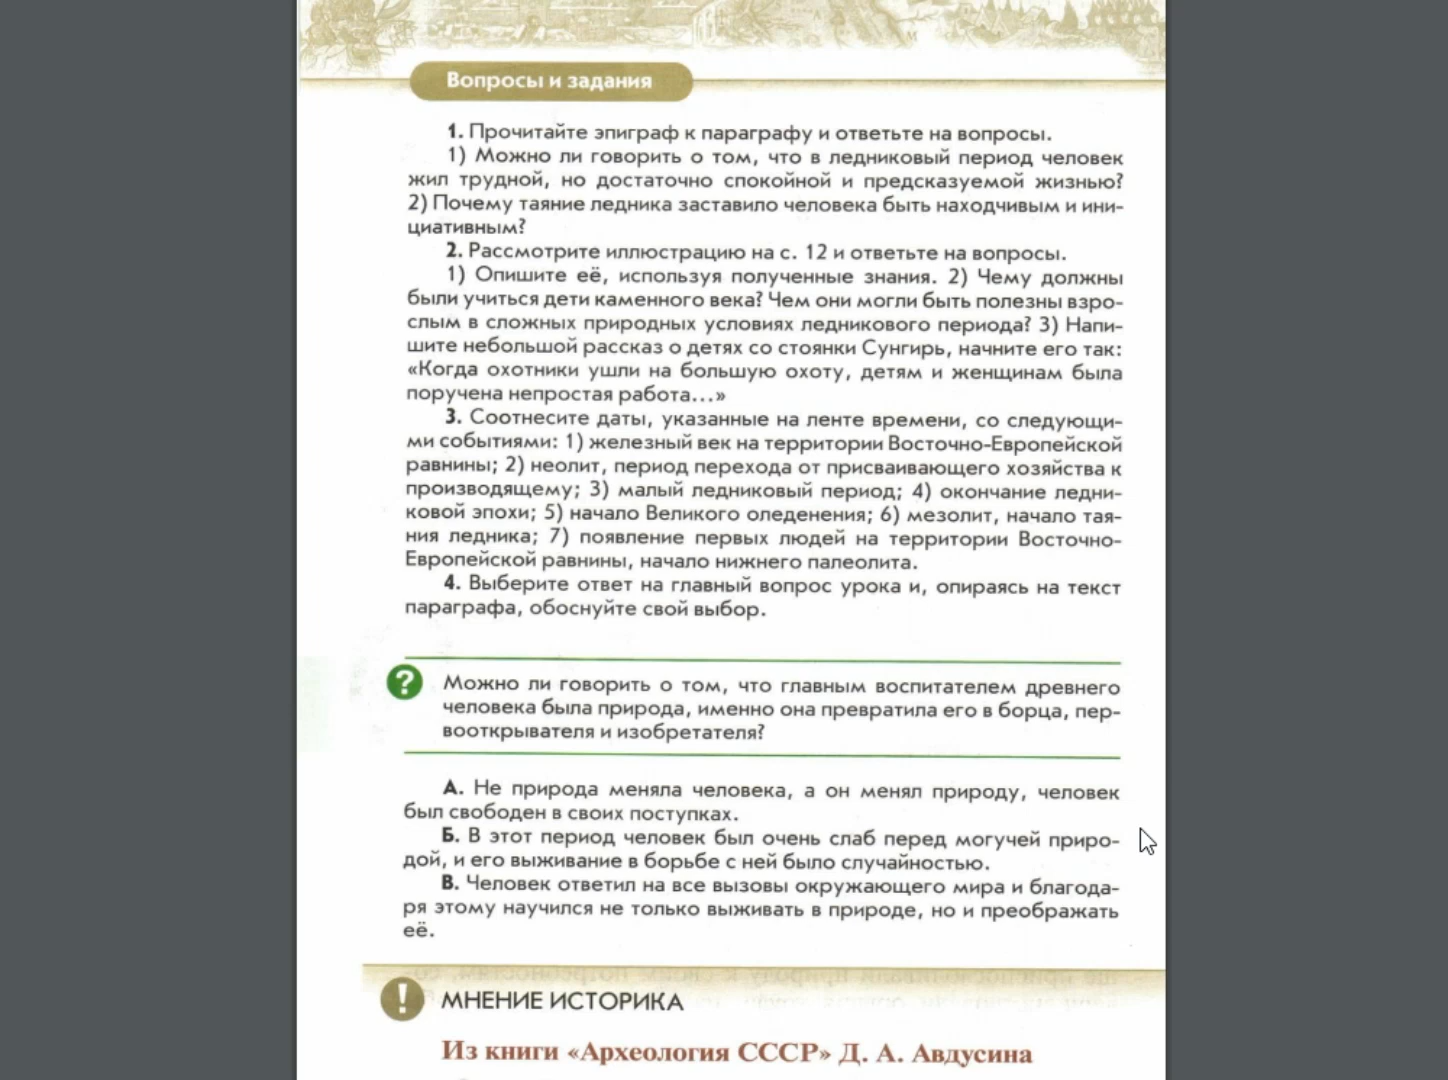 Вопросы и задания
1. Прочитайте эпиграф к параграфу и ответьте на вопросы.
1) Можно ли говорить о том, что в ледниковый период человек
жил трудной, но достаточно спокойной и предсказуемой жизнью?
2) Почему таяние ледника заставило человека быть находчивым и ини-
циативным?
2. Рассмотрите иллюстрацию на с. 12 и ответьте на вопросы.
1) Опишите её, используя полученные знания. 2) Чему должны
были учиться дети каменного века? Чем они могли быть полезны взро-
слым в сложных природных условиях ледникового периода? 3) Напи-
шите небольшой рассказ о детях со стоянки Сунгирь, начните его так:
«Когда охотники ушли на большую охоту, детям и женщинам была
поручена непростая работа...»
3. Соотнесите даты, указанные на ленте времени, со следующи-
ми событиями: 1) железный век на территории Восточно-Европейской
равнины; 2) неолит, период перехода от присваивающего хозяйства к
производящему; 3) малый ледниковый период; 4) окончание ледни-
ковой эпохи; 5) начало Великого оледенения; 6) мезолит, начало тая-
ния ледника; 7) появление первых людей на территории Восточно-
Европейской равнины, начало нижнего палеолита.
4. Выберите ответ на главный вопрос урока и, опираясь на текст
параграфа, обоснуйте свой выбор.
? Можно ли говорить о том, что главным воспитателем древнего
человека была природа, именно она превратила его в борца, пер-
вооткрывателя и изобретателя?
А. Не природа меняла человека, а он менял природу, человек
был свободен в своих поступках.
Б. В этот период человек был очень слаб перед могучей приро-
дой, и его выживание в борьбе с ней было случайностью.
В. Человек ответил на все вызовы окружающего мира и благода-
ря этому научился не только выживать в природе, но и преображать
её.
! МНЕНИЕ ИСТОРИКА
Из книги «Археология СССР» Д. А. Авдусина